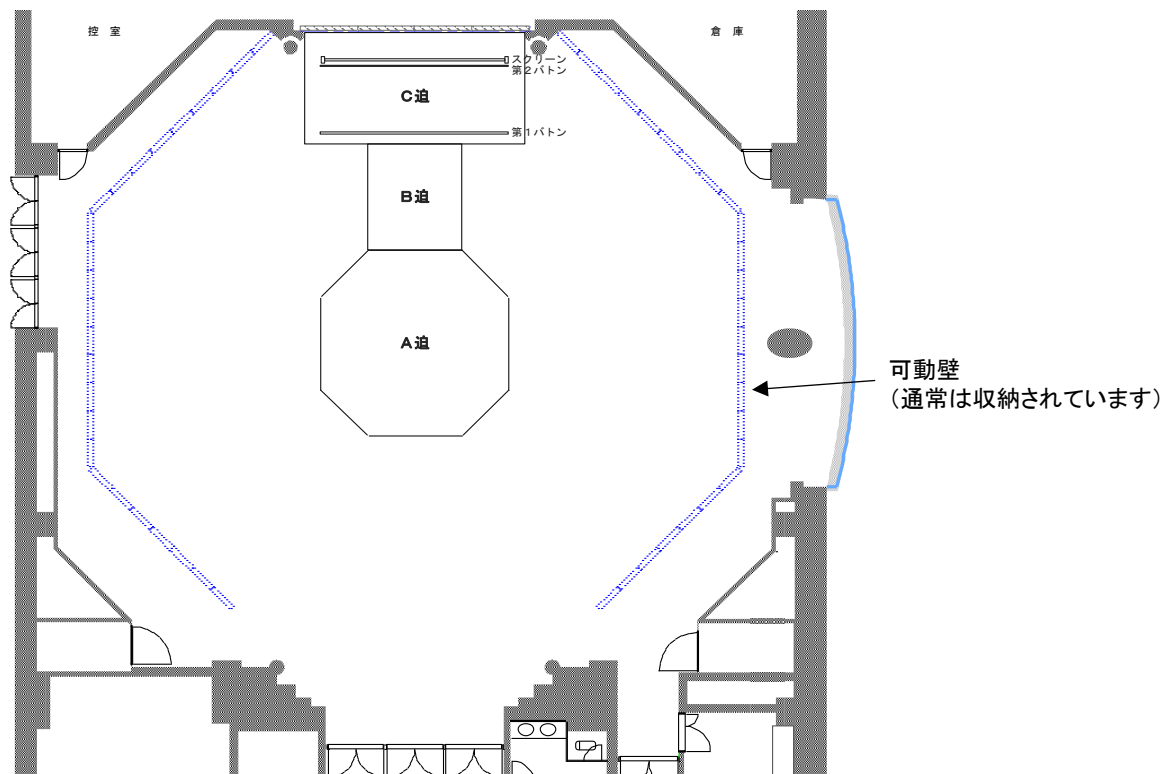 控室
倉庫
スクリーン
第2バトン
C迫
第1バトン
B迫
A迫
可動壁
（通常は収納されています）